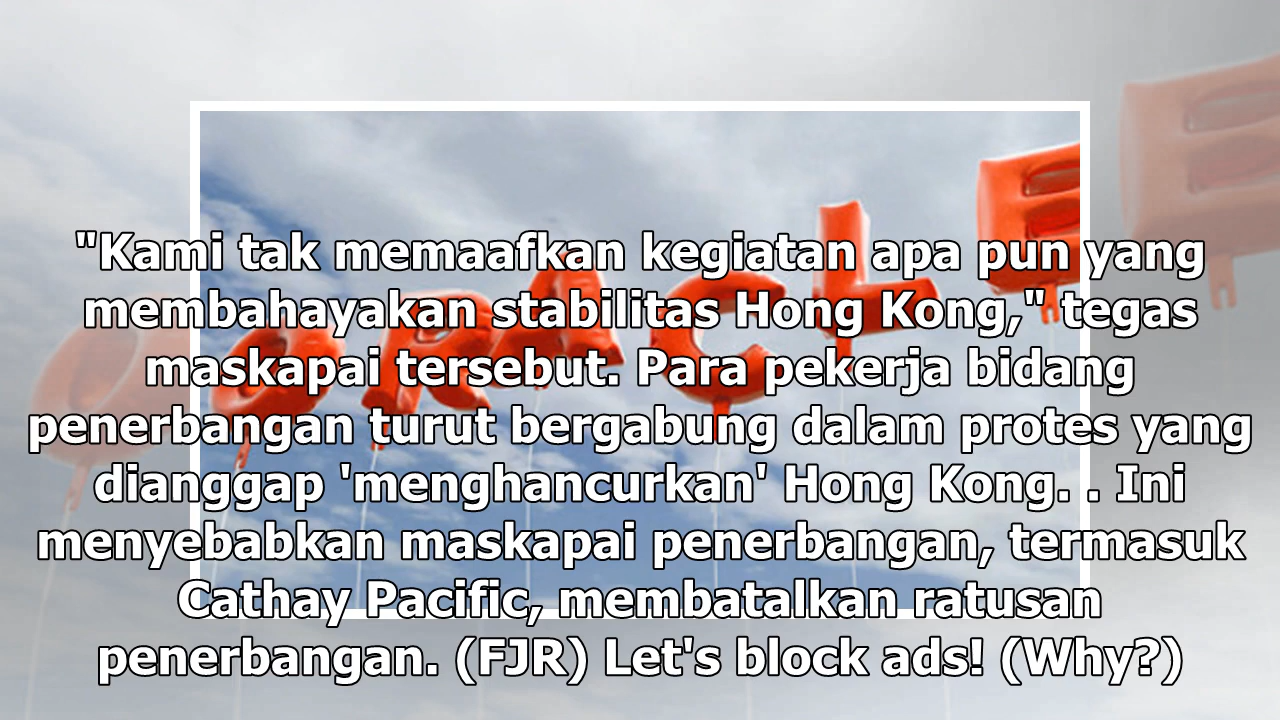 "Kami tak memaafkan kegiatan apa pun yang
membahayakan stabilitas Hong Kong," tegas
maskapai tersebut. Para pekerja bidang
penerbangan turut bergabung dalam protes yang
dianggap 'menghancurkan' Hong Kong. . Ini
menyebabkan maskapai penerbangan, termasuk
Cathay Pacific, membatalkan ratusan
penerbangan. (FJR) Let's block ads! (Why?)
ORACLE